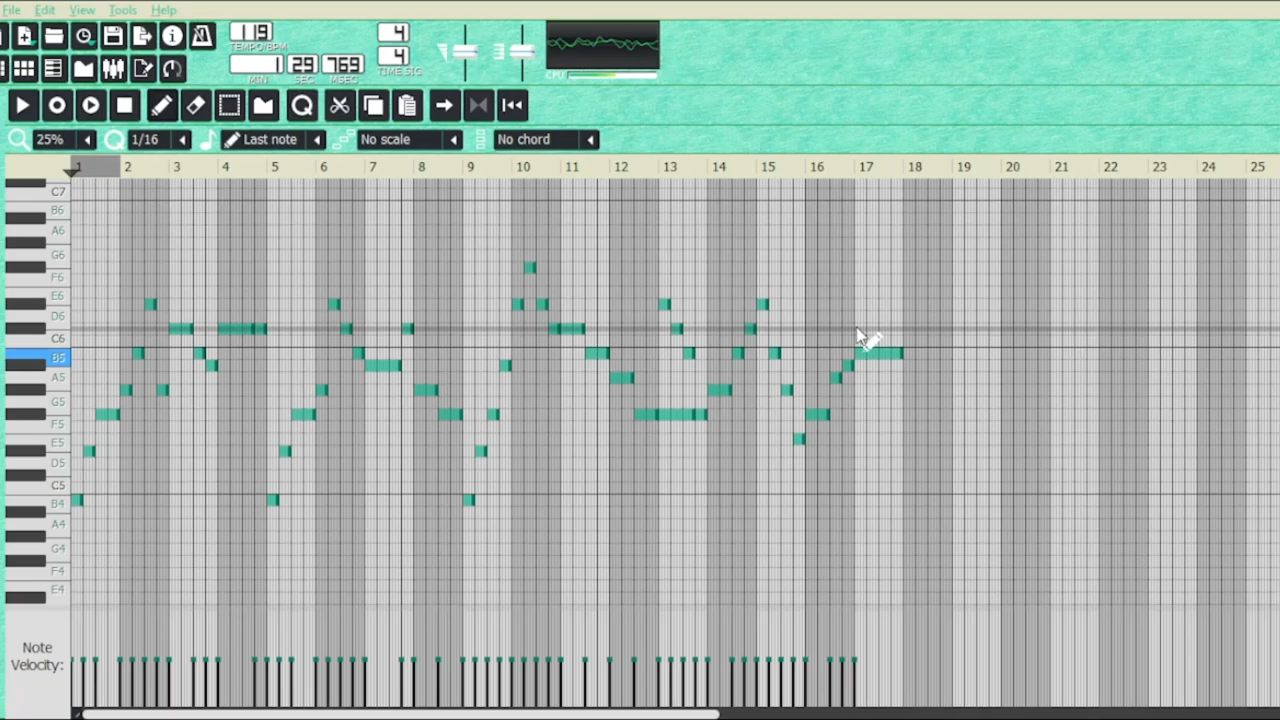 File Edit View Tools Help
119 4
TEMPO/BPM
1 29 769 4
MIN SEC MSEC TIME SIG
CPU
25% 1/16 Last note No scale No chord
1 2 3 4 5 6 7 8 9 10 11 12 13 14 15 16 17 18 19 20 21 22 23 24 25
C7
B6
A6
G6
F6
E6
D6
C6
B5
A5
G5
F5
E5
D5
C5
B4
A4
G4
F4
E4
Note
Velocity: